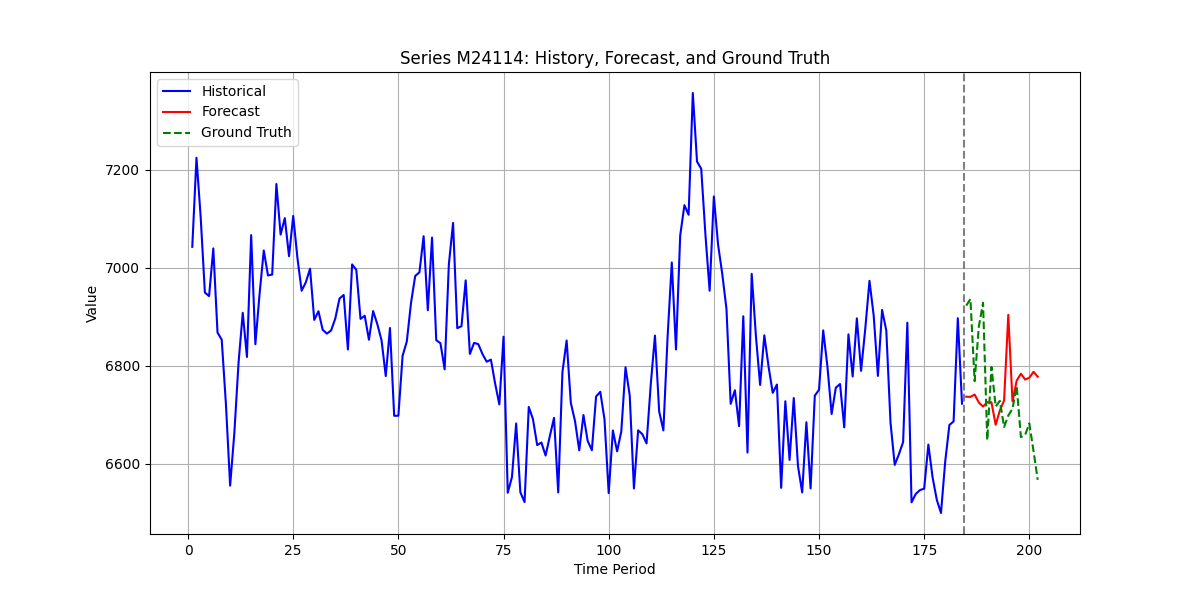 Series M24114: History, Forecast, and Ground Truth
Historical
Forecast
Ground Truth
7200
7000
6800
6600
Value
0 25 50 75 100 125 150 175 200
Time Period